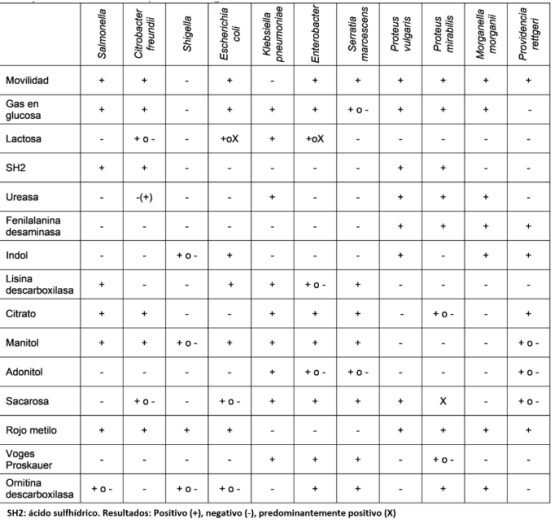 Salmonella Citrobacter freundii Shigella Escherichia coli Klebsiella pneumoniae Enterobacter Serratia marcescens Proteus vulgaris Proteus mirabilis Morganella morganii Providencia rettgeri
Movilidad + + - + - + + + + + +
Gas en glucosa + + - + + + + o - + + + -
Lactosa - + o - - +oX + +oX - - - - -
SH2 + + - - - - - + + - -
Ureasa - -(+) - - + - - + + + -
Fenilalanina desaminasa - - - - - - - + + + +
Indol - - + o - + - - - + - + +
Lisina descarboxilasa + - - + + + o - + - - - -
Citrato + + - - + + + - + o - - +
Manitol + + + o - + + + + - - - + o -
Adonitol - - - - + + o - + o - - - - + o -
Sacarosa - + o - - + o - + + + + X - + o -
Rojo metilo + + + + - - - + + + +
Voges Proskauer - - - - + + + - + o - - -
Ornitina descarboxilasa + o - - + o - + o - - + + - + + -
SH2: ácido sulfhídrico. Resultados: Positivo (+), negativo (-), predominantemente positivo (X)